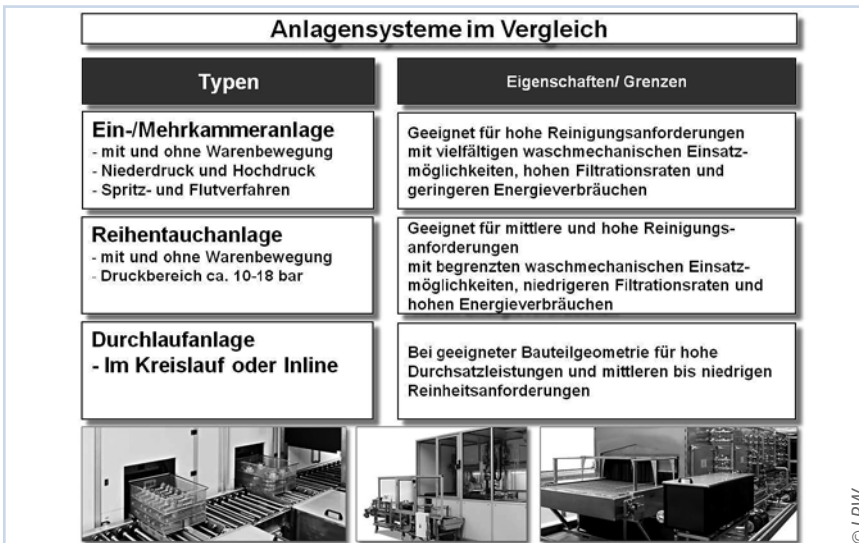 Anlagensysteme im Vergleich
Typen
Eigenschaften/ Grenzen
Ein-/Mehrkammeranlage
- mit und ohne Warenbewegung
- Niederdruck und Hochdruck
- Spritz- und Flutverfahren
Geeignet für hohe Reinigungsanforderungen
mit vielfältigen waschmechanischen Einsatz-
möglichkeiten, hohen Filtrationsraten und
geringeren Energieverbräuchen
Reihentauchanlage
- mit und ohne Warenbewegung
- Druckbereich ca. 10-18 bar
Geeignet für mittlere und hohe Reinigungs-
anforderungen
mit begrenzten waschmechanischen Einsatz-
möglichkeiten, niedrigeren Filtrationsraten und
hohen Energieverbräuchen
Durchlaufanlage
- Im Kreislauf oder Inline
Bei geeigneter Bauteilgeometrie für hohe
Durchsatzleistungen und mittleren bis niedrigen
Reinheitsanforderungen